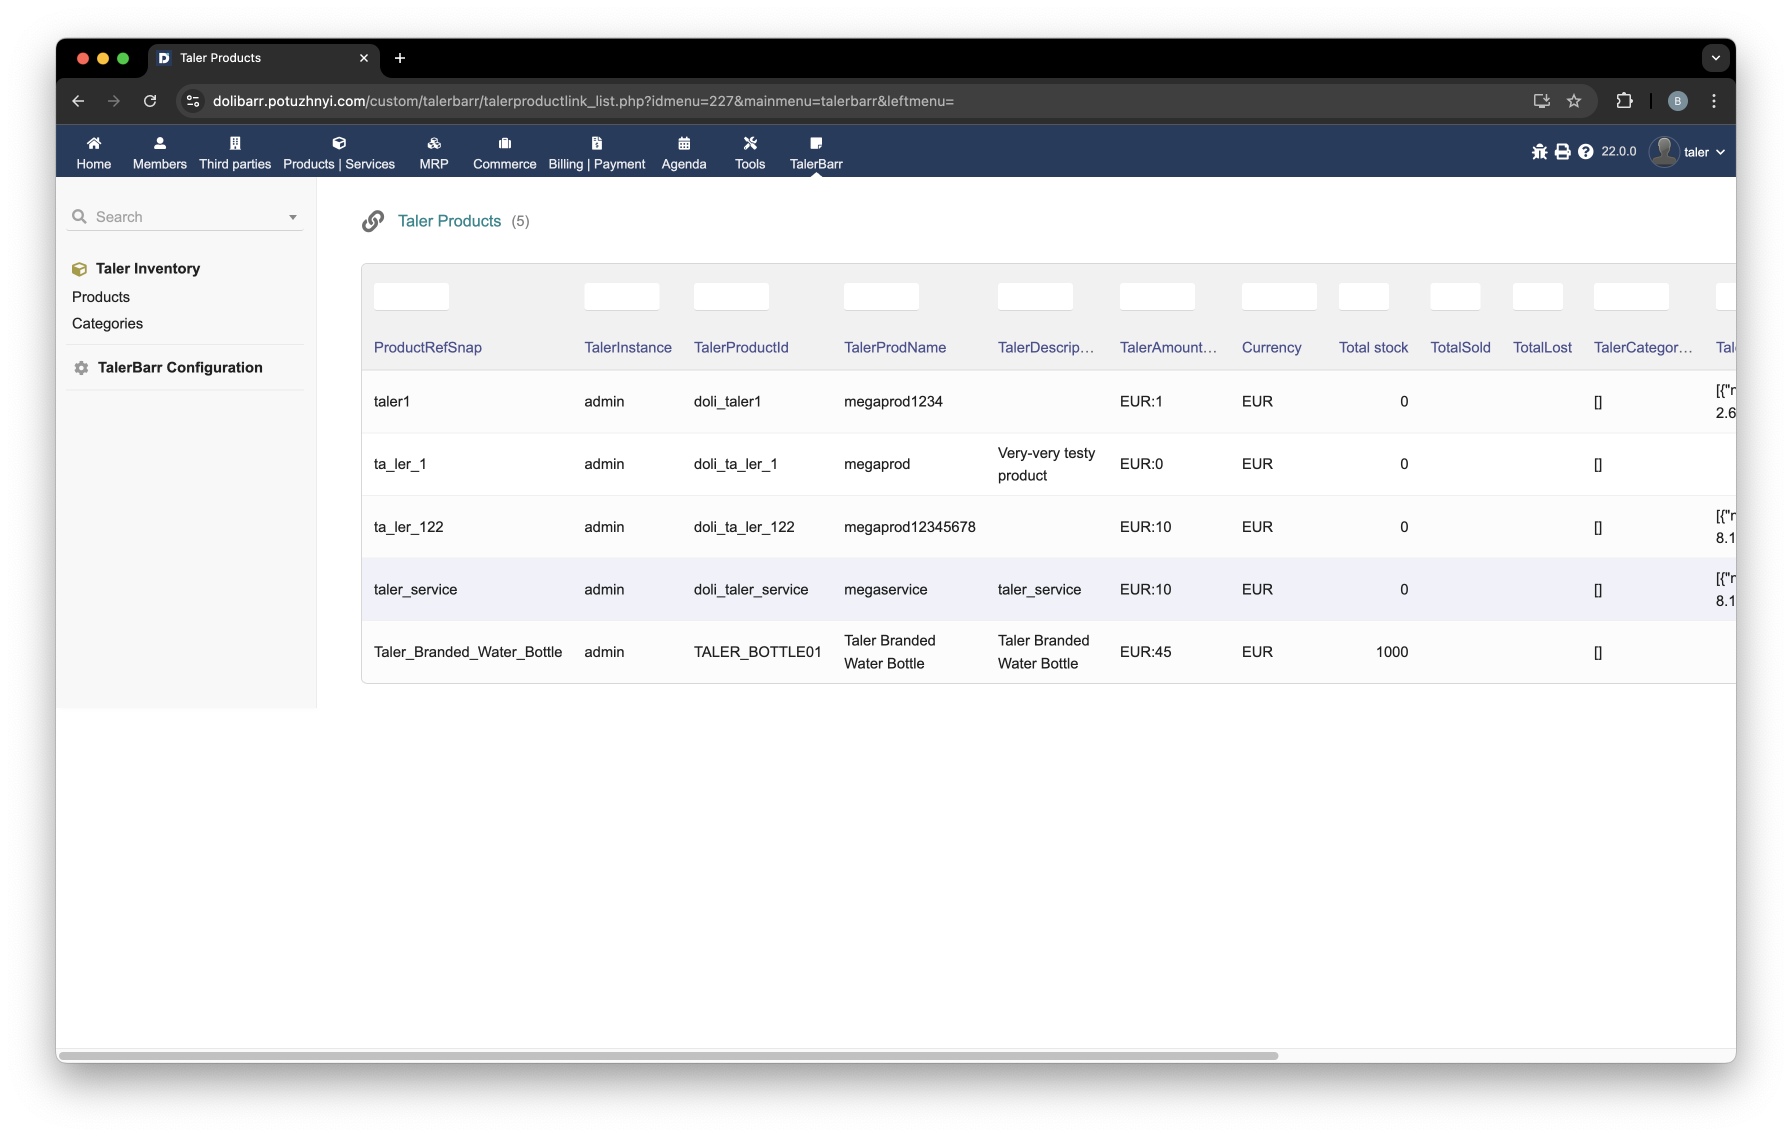 Taler Products
dolibarr.potuzhnyi.com/custom/talerbarr/talerproductlink_list.php?idmenu=227&mainmenu=talerbarr&leftmenu=
B
Home Members Third parties Products | Services MRP Commerce Billing | Payment Agenda Tools TalerBarr
22.0.0 taler
Search
Taler Inventory
Products
Categories
TalerBarr Configuration
Taler Products (5)
ProductRefSnap TalerInstance TalerProductId TalerProdName TalerDescrip... TalerAmount... Currency Total stock TotalSold TotalLost TalerCategor... Tal
taler1 admin doli_taler1 megaprod1234 EUR:1 EUR 0 [] [{"n
2.6
ta_ler_1 admin doli_ta_ler_1 megaprod Very-very testy EUR:0 EUR 0 []
product
ta_ler_122 admin doli_ta_ler_122 megaprod12345678 EUR:10 EUR 0 [] [{"n
8.1
taler_service admin doli_taler_service megaservice taler_service EUR:10 EUR 0 [] [{"n
8.1
Taler_Branded_Water_Bottle admin TALER_BOTTLE01 Taler Branded Taler Branded EUR:45 EUR 1000 []
Water Bottle Water Bottle